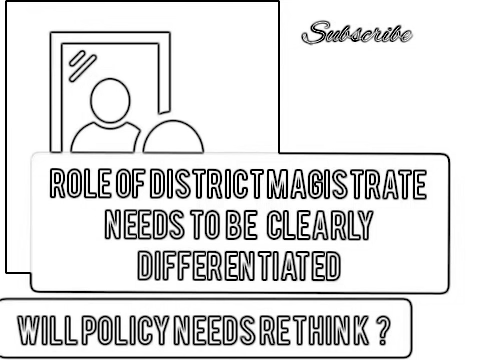 Subscribe
ROLE OF DISTRICT MAGISTRATE
NEEDS TO BE CLEARLY
DIFFERENTIATED
WILL POLICY NEEDS RETHINK ?